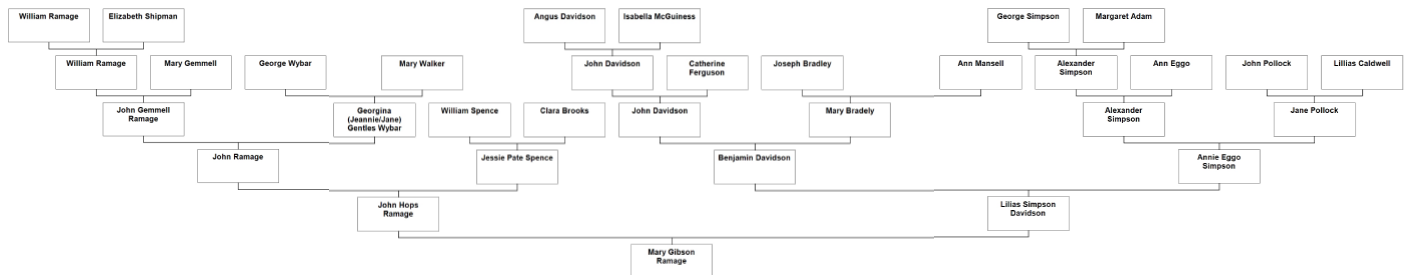 William Ramage
Elizabeth Shipman
Angus Davidson
Isabella McGuiness
George Simpson
Margaret Adam
William Ramage
Mary Gemmell
George Wybar
Mary Walker
John Davidson
Catherine
Ferguson
Joseph Bradley
Ann Mansell
Alexander
Simpson
Ann Eggo
John Pollock
Lillias Caldwell
John Gemmell
Ramage
Georgina
(Jeannie/Jane)
Gentles Wybar
William Spence
Clara Brooks
John Davidson
Mary Bradely
Alexander
Simpson
Jane Pollock
John Ramage
Jessie Pate Spence
Benjamin Davidson
Annie Eggo
Simpson
John Hops
Ramage
Lilias Simpson
Davidson
Mary Gibson
Ramage